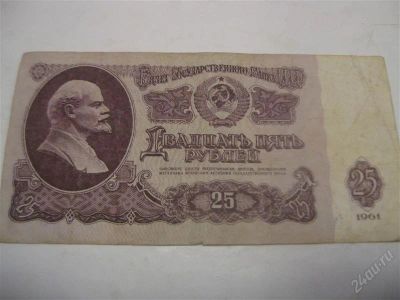 Билет Государственного Банка СССР
Двадцать пять
рублей
25
25
1961
24au.ru